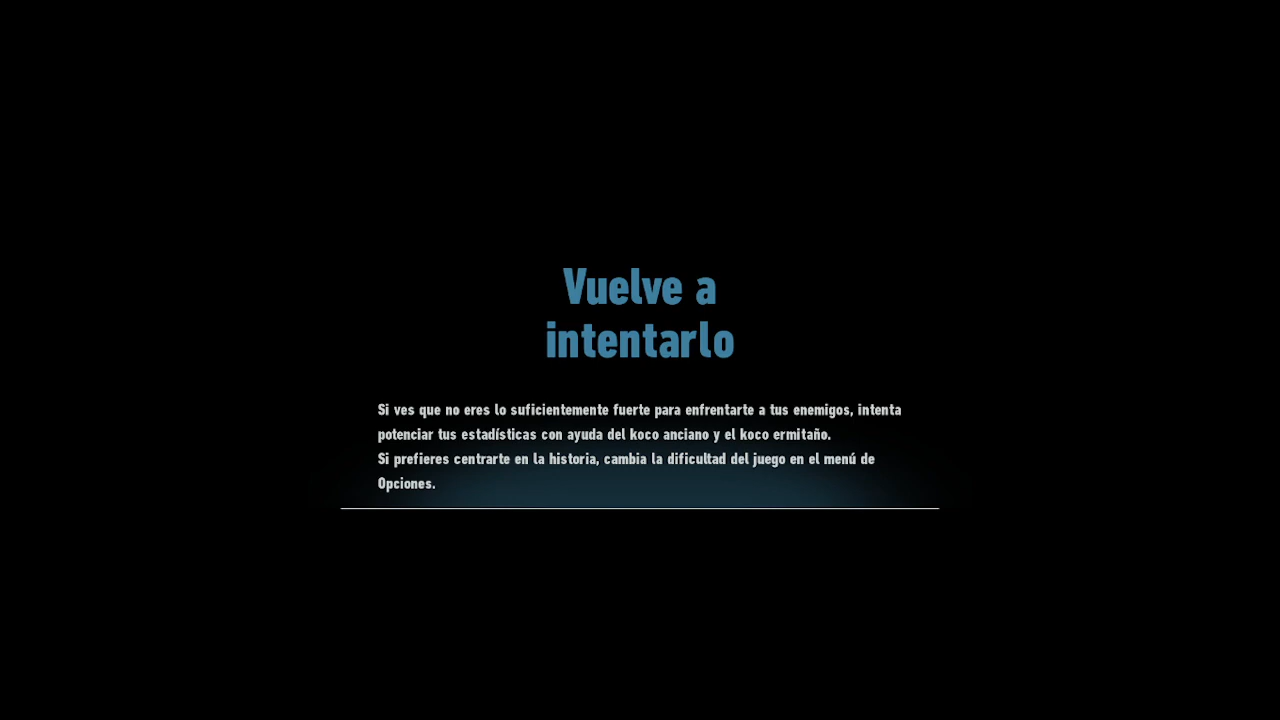 Vuelve a
intentarlo
Si ves que no eres lo suficientemente fuerte para enfrentarte a tus enemigos, intenta
potenciar tus estadísticas con ayuda del koco anciano y el koco ermitaño.
Si prefieres centrarte en la historia, cambia la dificultad del juego en el menú de
Opciones.